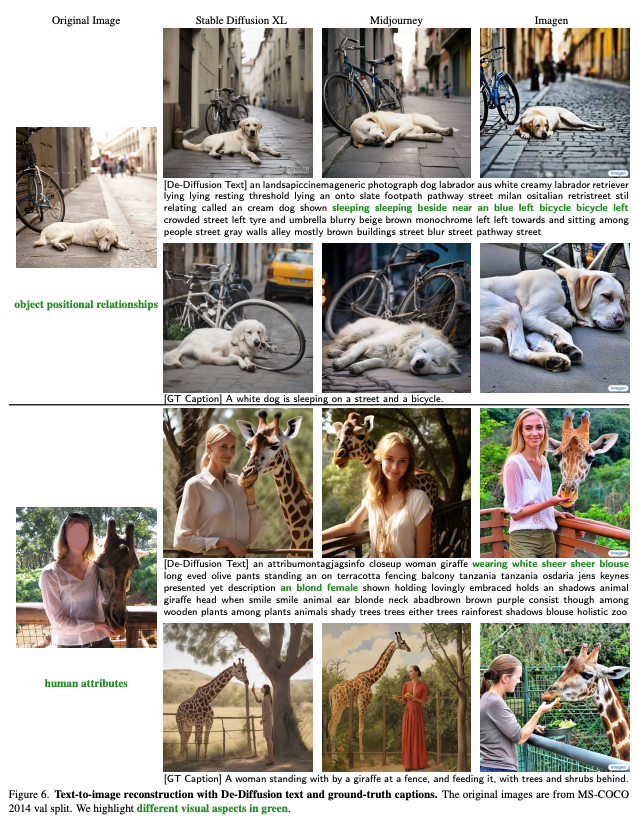 Original Image
Stable Diffusion XL
Midjourney
Imagen
[De-Diffusion Text] an landsapiccinemageneric photograph dog labrador aus white creamy labrador retriever
lying lying resting threshold lying an onto slate footpath pathway street milan ositalian retristreet stil
relating called an cream dog shown sleeping sleeping beside near an blue left bicycle bicycle left
crowded street left tyre and umbrella blurry beige brown monochrome left left towards and sitting among
people street gray walls alley mostly brown buildings street blur street pathway street
object positional relationships
Imagen
Imagen
[GT Caption] A white dog is sleeping on a street and a bicycle.
Imagen
[De-Diffusion Text] an attribumontagjagsinfo closeup woman giraffe wearing white sheer sheer blouse
long eved olive pants standing an on terracotta fencing balcony tanzania tanzania osdaria jens keynes
presented yet description an blond female shown holding lovingly embraced holds an shadows animal
giraffe head when smile smile animal ear blonde neck abadbrown brown purple consist though among
wooden plants among plants animals shady trees trees either trees rainforest shadows blouse holistic zoo
human attributes
Imagen
[GT Caption] A woman standing with by a giraffe at a fence, and feeding it, with trees and shrubs behind.
Figure 6. Text-to-image reconstruction with De-Diffusion text and ground-truth captions. The original images are from MS-COCO
2014 val split. We highlight different visual aspects in green.